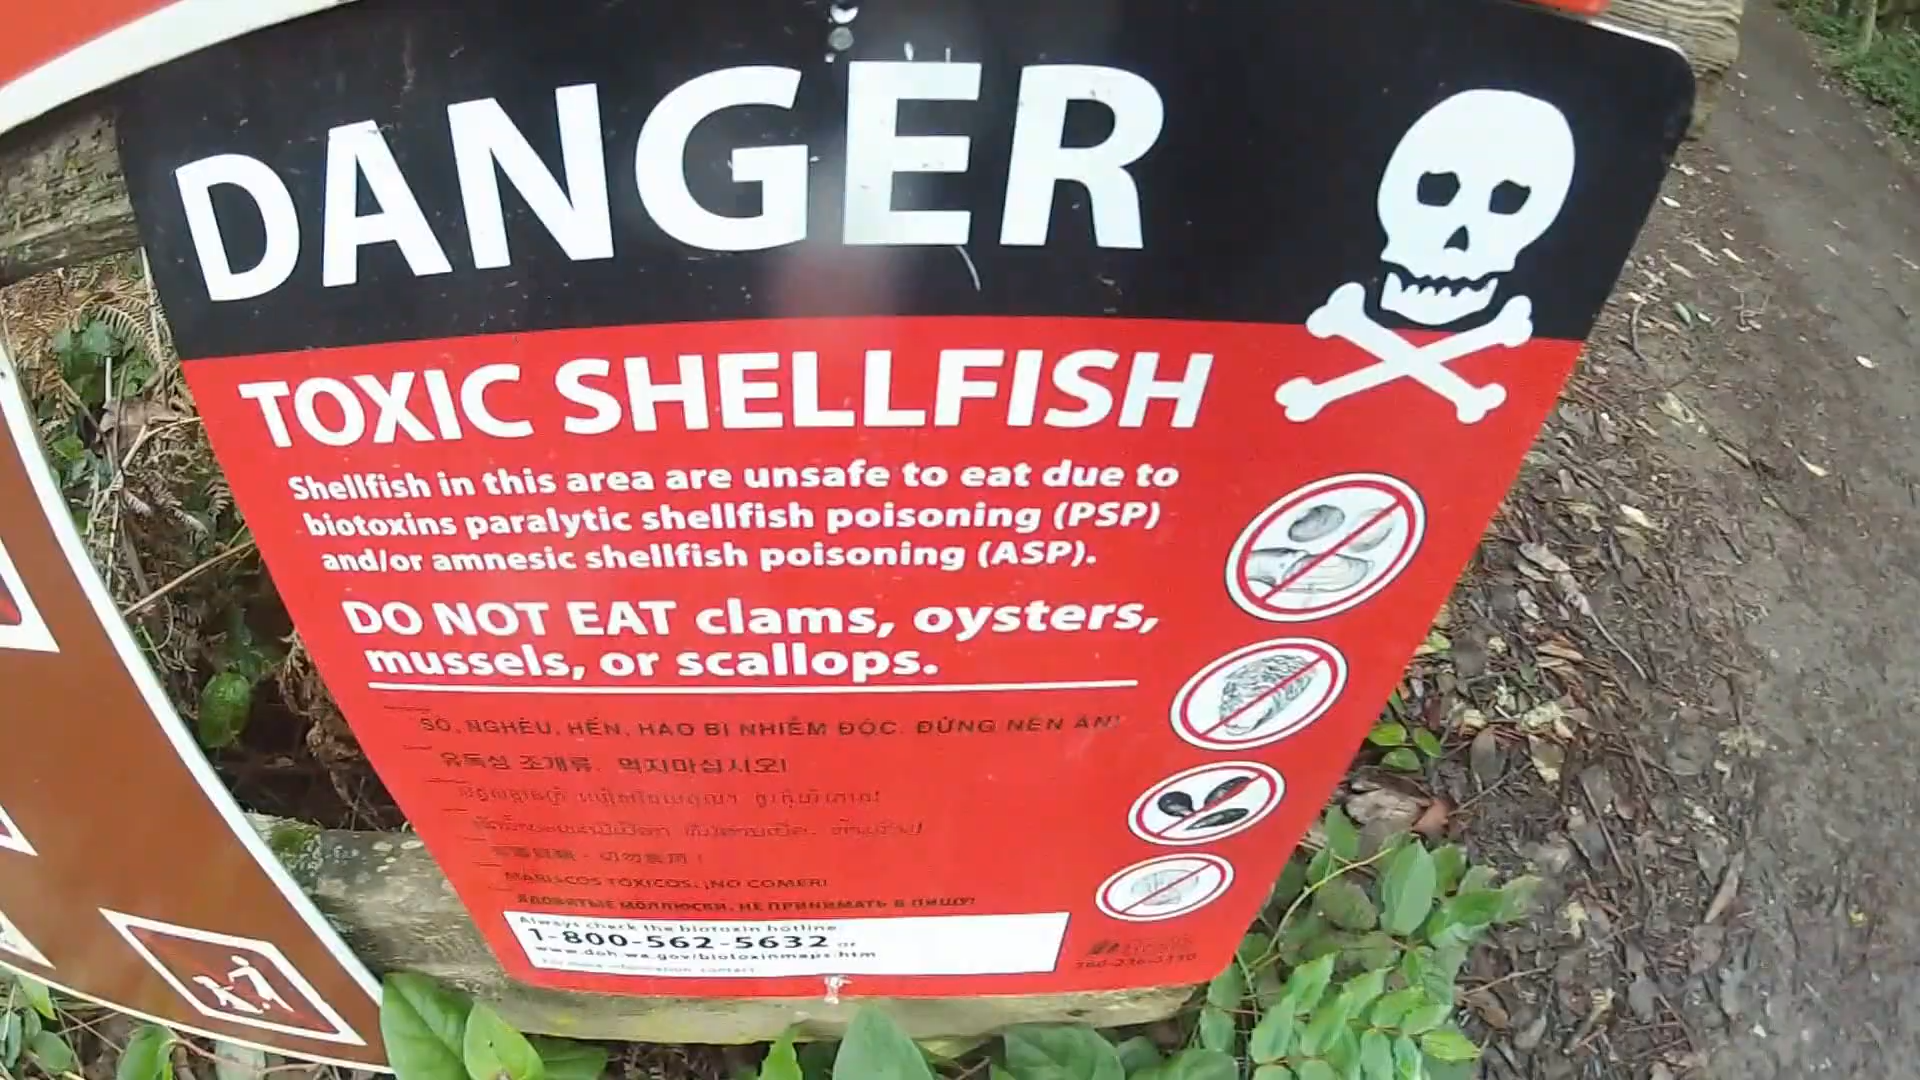 DANGER
TOXIC SHELLFISH
Shellfish in this area are unsafe to eat due to
biotoxins paralytic shellfish poisoning (PSP)
and/or amnesic shellfish poisoning (ASP).
DO NOT EAT clams, oysters,
mussels, or scallops.
SÒ, NGHÊU, HẾN, HÀO BỊ NHIỄM ĐỘC. ĐỪNG NÊN ĂN!
유독성 조개류. 먹지마십시오!
MARISCOS TOXICOS. ¡NO COMER!
ЯДОВИТЫЕ МОЛЛЮСКИ. НЕ ПРИНИМАТЬ В ПИЩУ!
Always check the biotoxin hotline
1-800-562-5632 or
www.doh.wa.gov/biotoxinmaps.htm
For more information contact